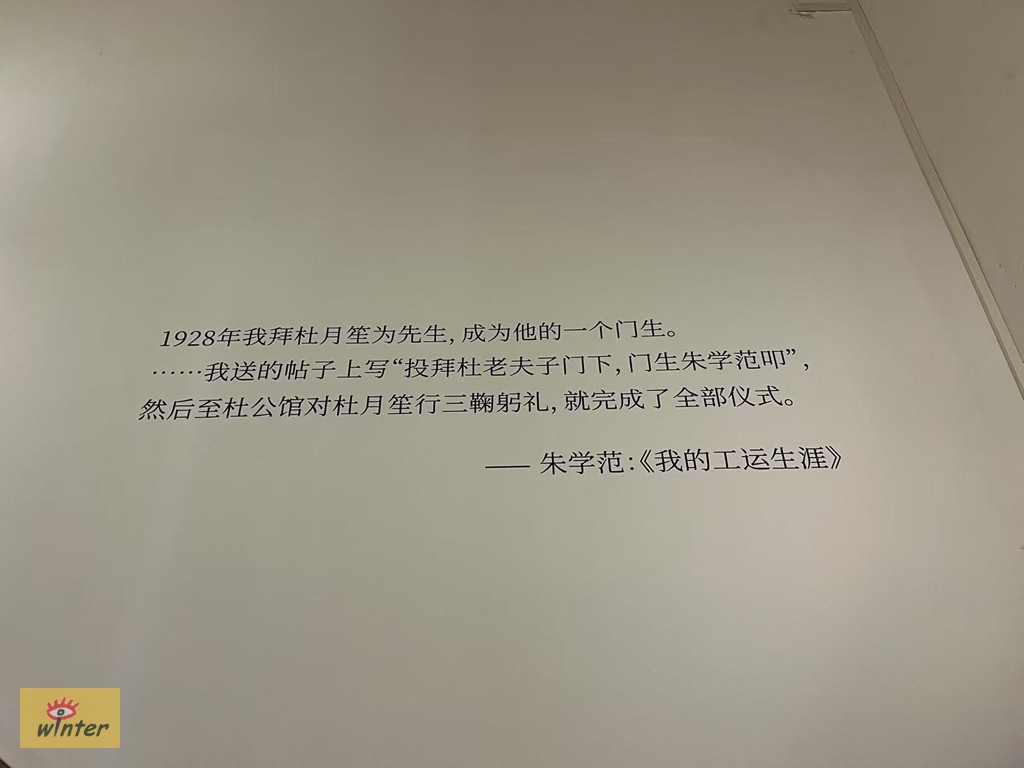 1928年我拜杜月笙为先生，成为他的一个门生。
……我送的帖子上写“投拜杜老夫子门下，门生朱学范叩”，
然后至杜公馆对杜月笙行三鞠躬礼，就完成了全部仪式。
—— 朱学范：《我的工运生涯》
winter